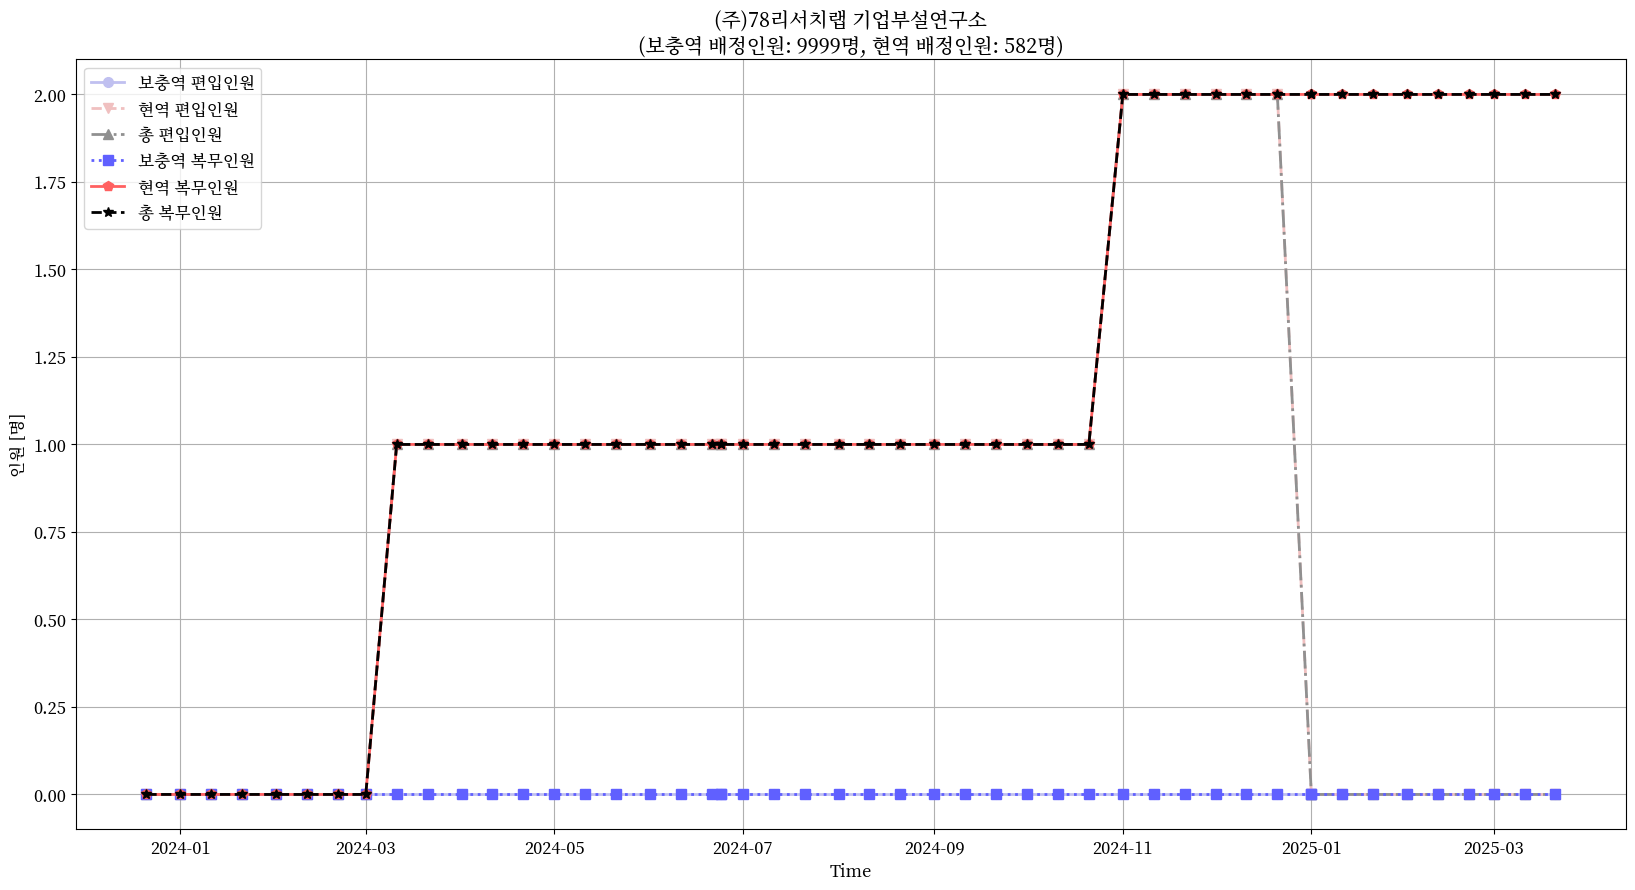 (주)78리서치랩 기업부설연구소
(보충역 배정인원: 9999명, 현역 배정인원: 582명)
보충역 편입인원
현역 편입인원
총 편입인원
보충역 복무인원
현역 복무인원
총 복무인원
2.00
1.75
1.50
1.25
1.00
0.75
0.50
0.25
0.00
인원 [명]
2024-01 2024-03 2024-05 2024-07 2024-09 2024-11 2025-01 2025-03
Time